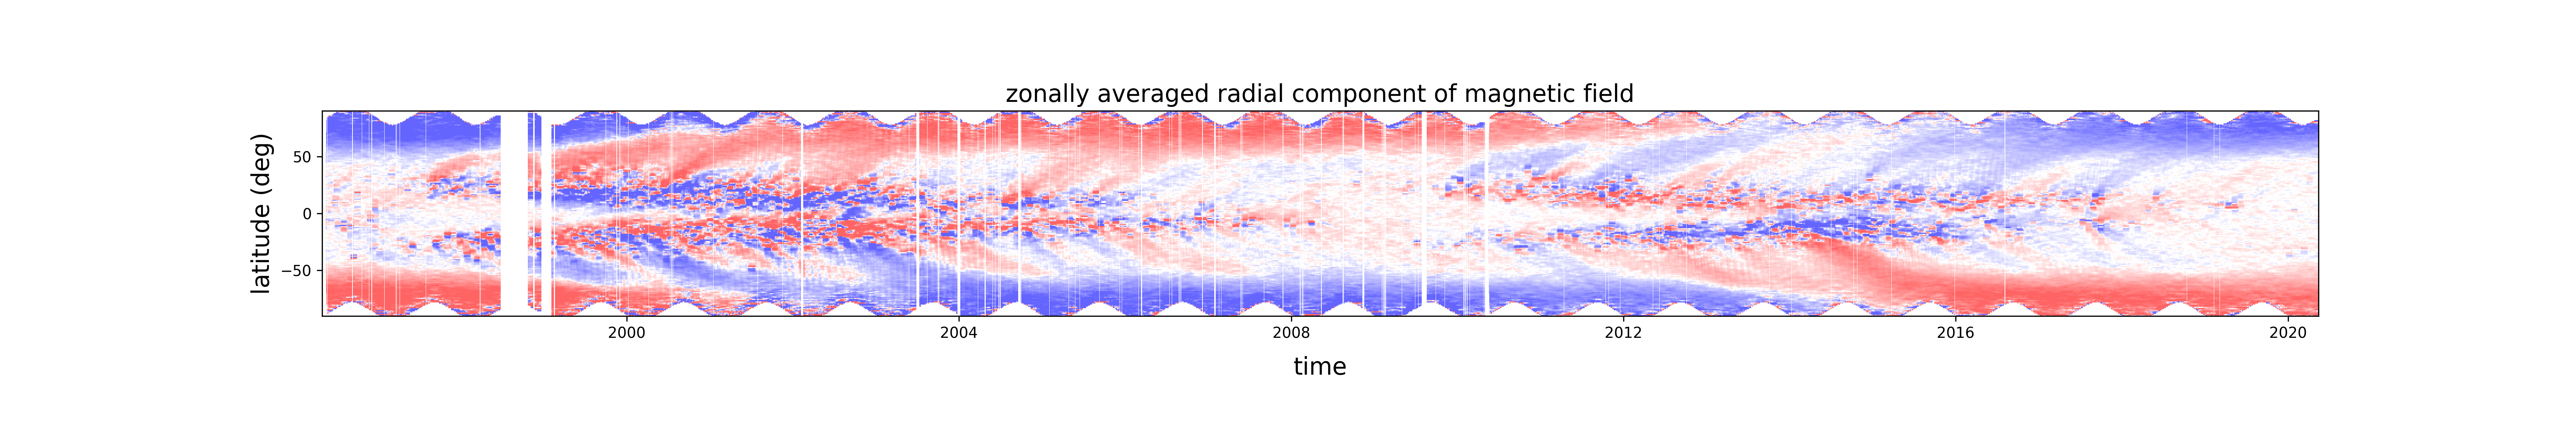 zonally averaged radial component of magnetic field
latitude (deg)
50
0
−50
2000 2004 2008 2012 2016 2020
time